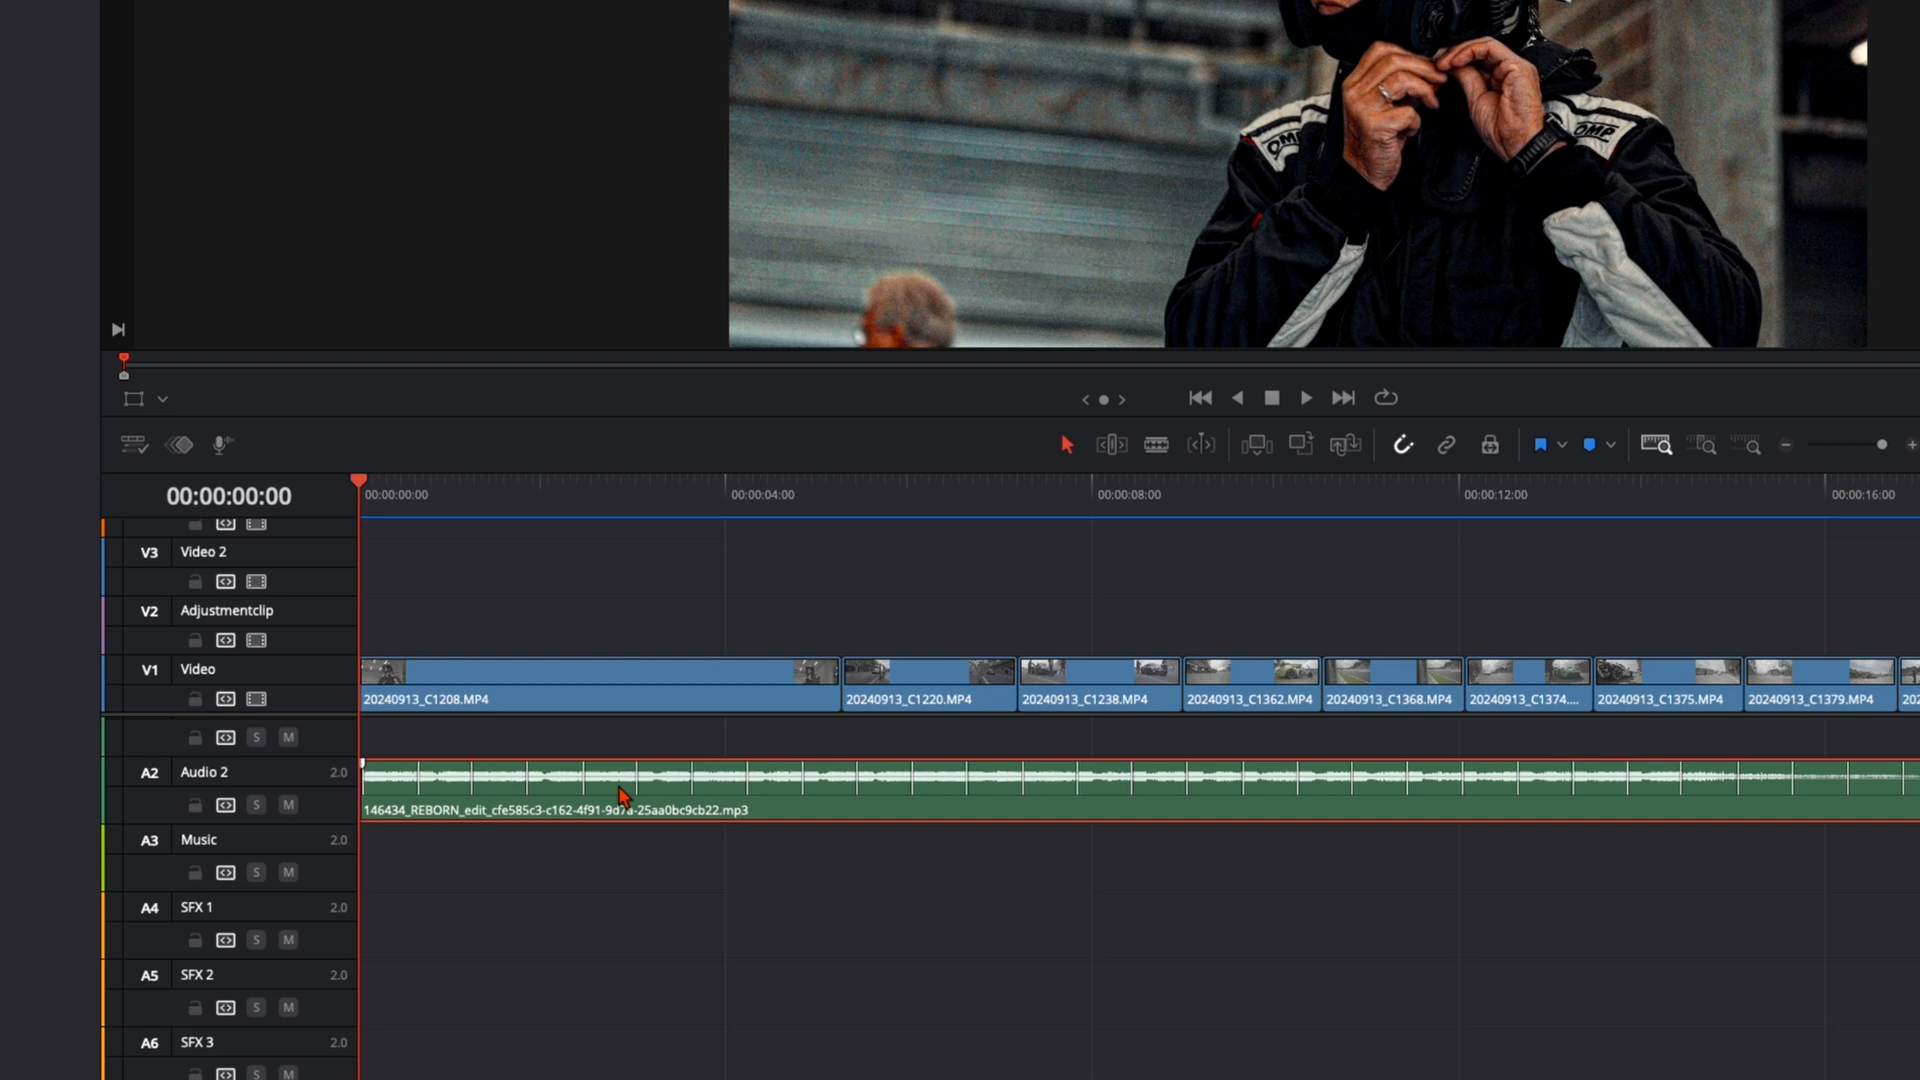 OMP
OMP
00:00:00:00
00:00:00:00
00:00:04:00
00:00:08:00
00:00:12:00
00:00:16:00
V3 Video 2
V2 Adjustmentclip
V1 Video
20240913_C1208.MP4
20240913_C1220.MP4
20240913_C1238.MP4
20240913_C1362.MP4
20240913_C1368.MP4
20240913_C1374....
20240913_C1375.MP4
20240913_C1379.MP4
202
S M
A2 Audio 2 2.0
S M
146434_REBORN_edit_cfe585c3-c162-4f91-9d7a-25aa0bc9cb22.mp3
A3 Music 2.0
S M
A4 SFX 1 2.0
S M
A5 SFX 2 2.0
S M
A6 SFX 3 2.0
S M